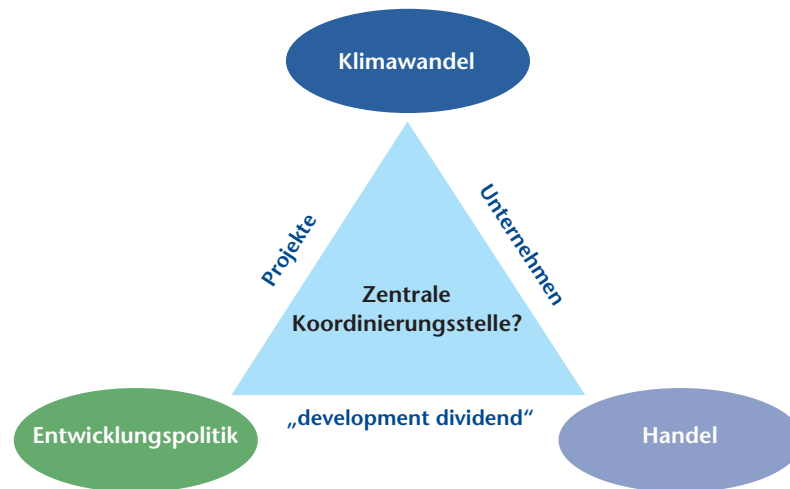 Klimawandel
Projekte
Unternehmen
Zentrale
Koordinierungsstelle?
Entwicklungspolitik
„development dividend“
Handel